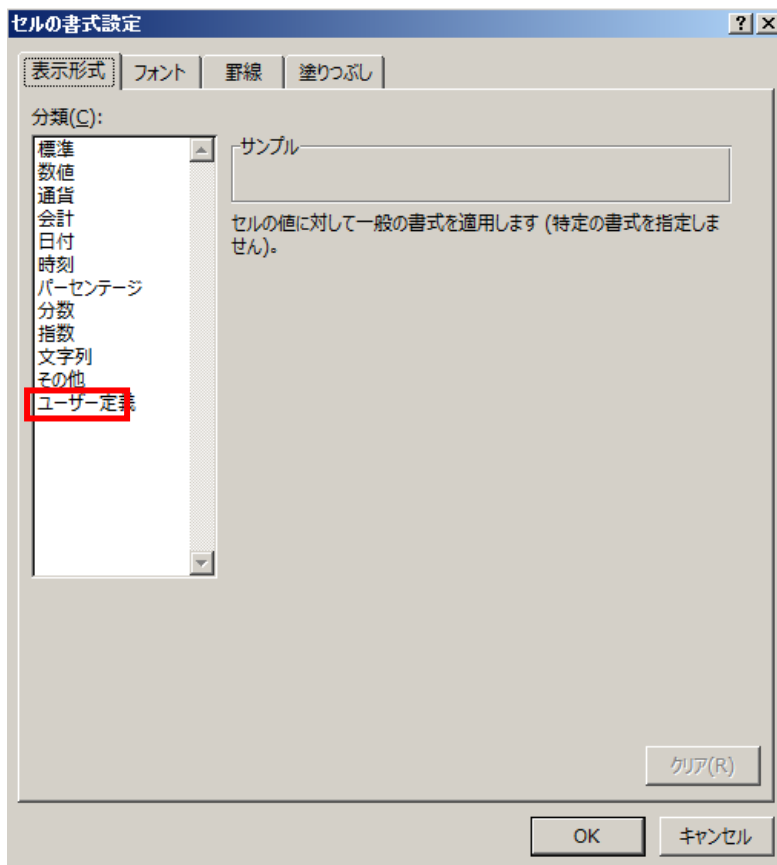 セルの書式設定
表示形式 フォント 罫線 塗りつぶし
分類(C):
標準
数値
通貨
会計
日付
時刻
パーセンテージ
分数
指数
文字列
その他
ユーザー定義
サンプル
セルの値に対して一般の書式を適用します (特定の書式を指定しま
せん)。
クリア(R)
OK キャンセル